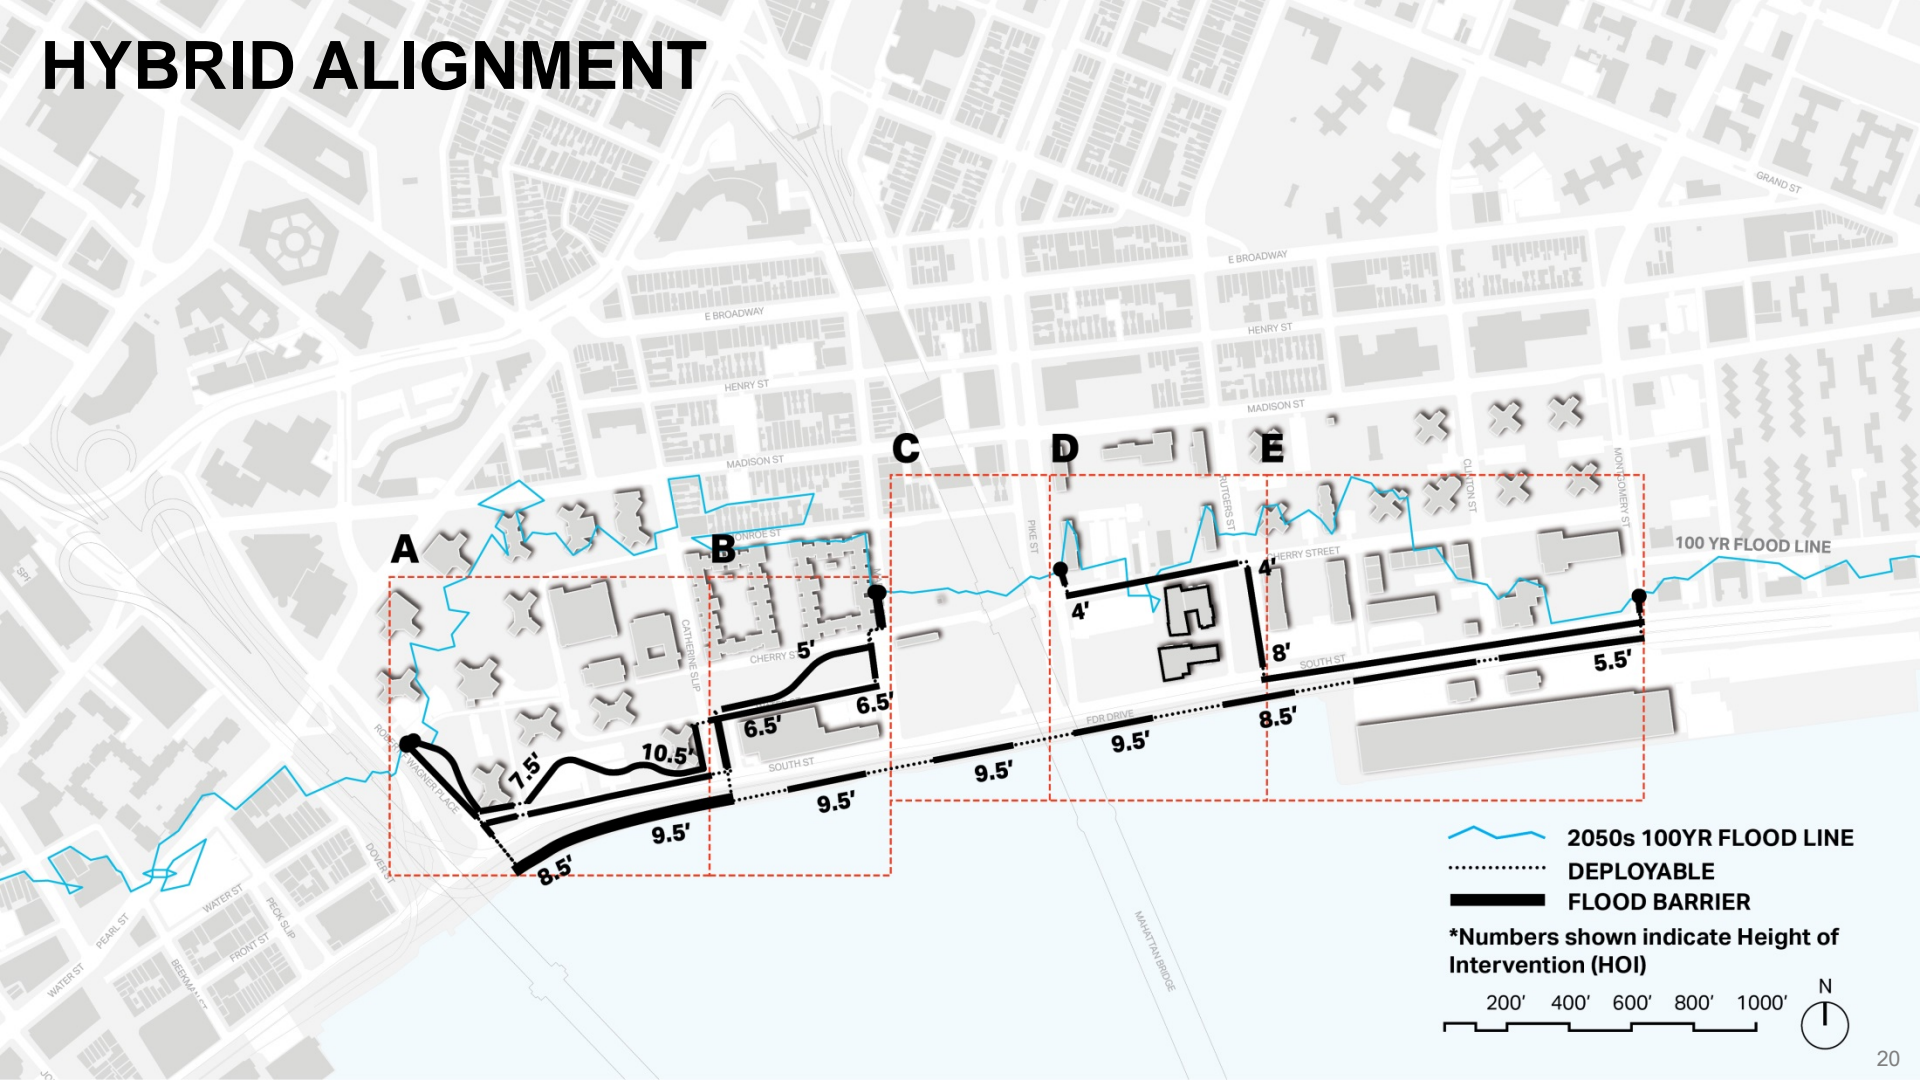 HYBRID ALIGNMENT
GRAND ST
E BROADWAY
E BROADWAY
HENRY ST
HENRY ST
MADISON ST
MADISON ST
A
B
C
D
E
MONROE ST
PIKE ST
RUTGERS ST
CLINTON ST
MONTGOMERY ST
100 YR FLOOD LINE
HERRY STREET
CATHERINE SLIP
CHERRY S
SOUTH ST
SOUTH ST
FDR DRIVE
4'
4'
8'
5.5'
8.5'
9.5'
9.5'
9.5'
5'
6.5'
6.5'
10.5'
7.5'
9.5'
8.5'
DOVER ST
WATER ST
PECK SLIP
PEARL ST
FRONT ST
WATER ST
BEEKMAN ST
MAHATTAN BRIDGE
2050s 100YR FLOOD LINE
DEPLOYABLE
FLOOD BARRIER
*Numbers shown indicate Height of
Intervention (HOI)
200' 400' 600' 800' 1000'
N
20